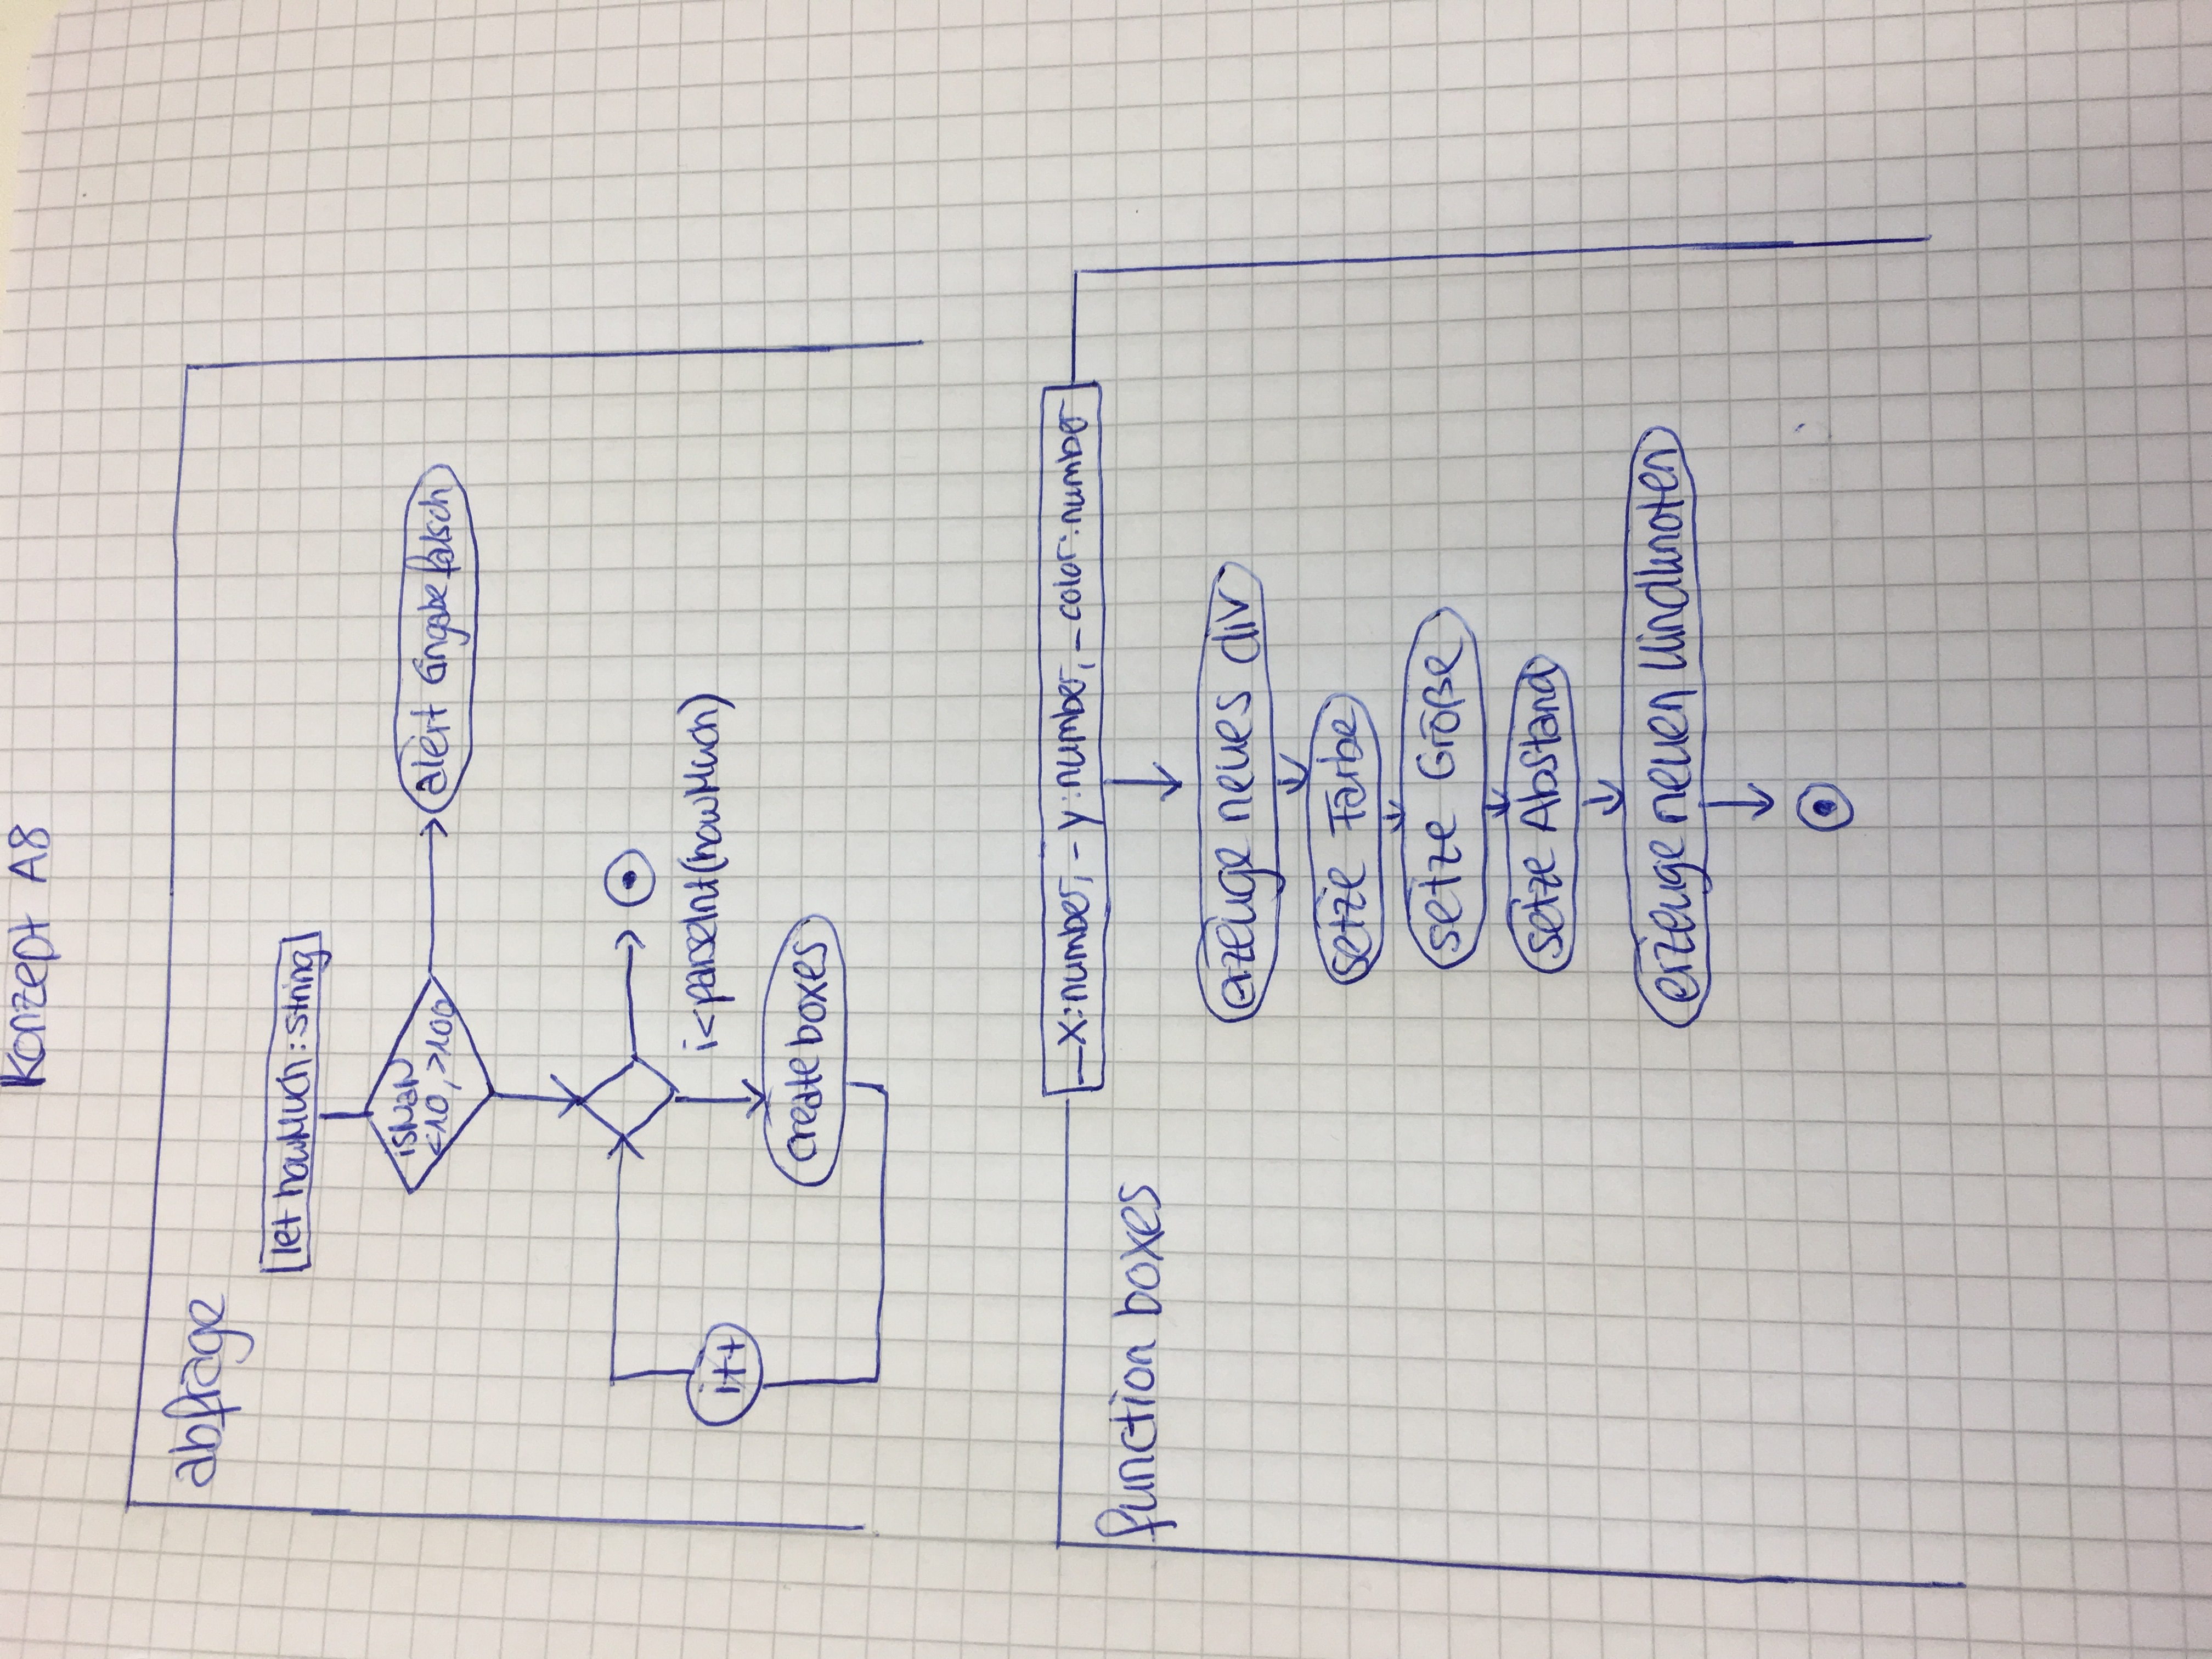 Konzept A8
abfrage
let howMuch: string
isNaN
<10, >100
alert Eingabe falsch
i<parseInt(howMuch)
i++
create boxes
_x:number, _y:number, _color:number
function boxes
erzeuge neues div
setze Farbe
setze Größe
setze Abstand
erzeuge neuen Kindknoten